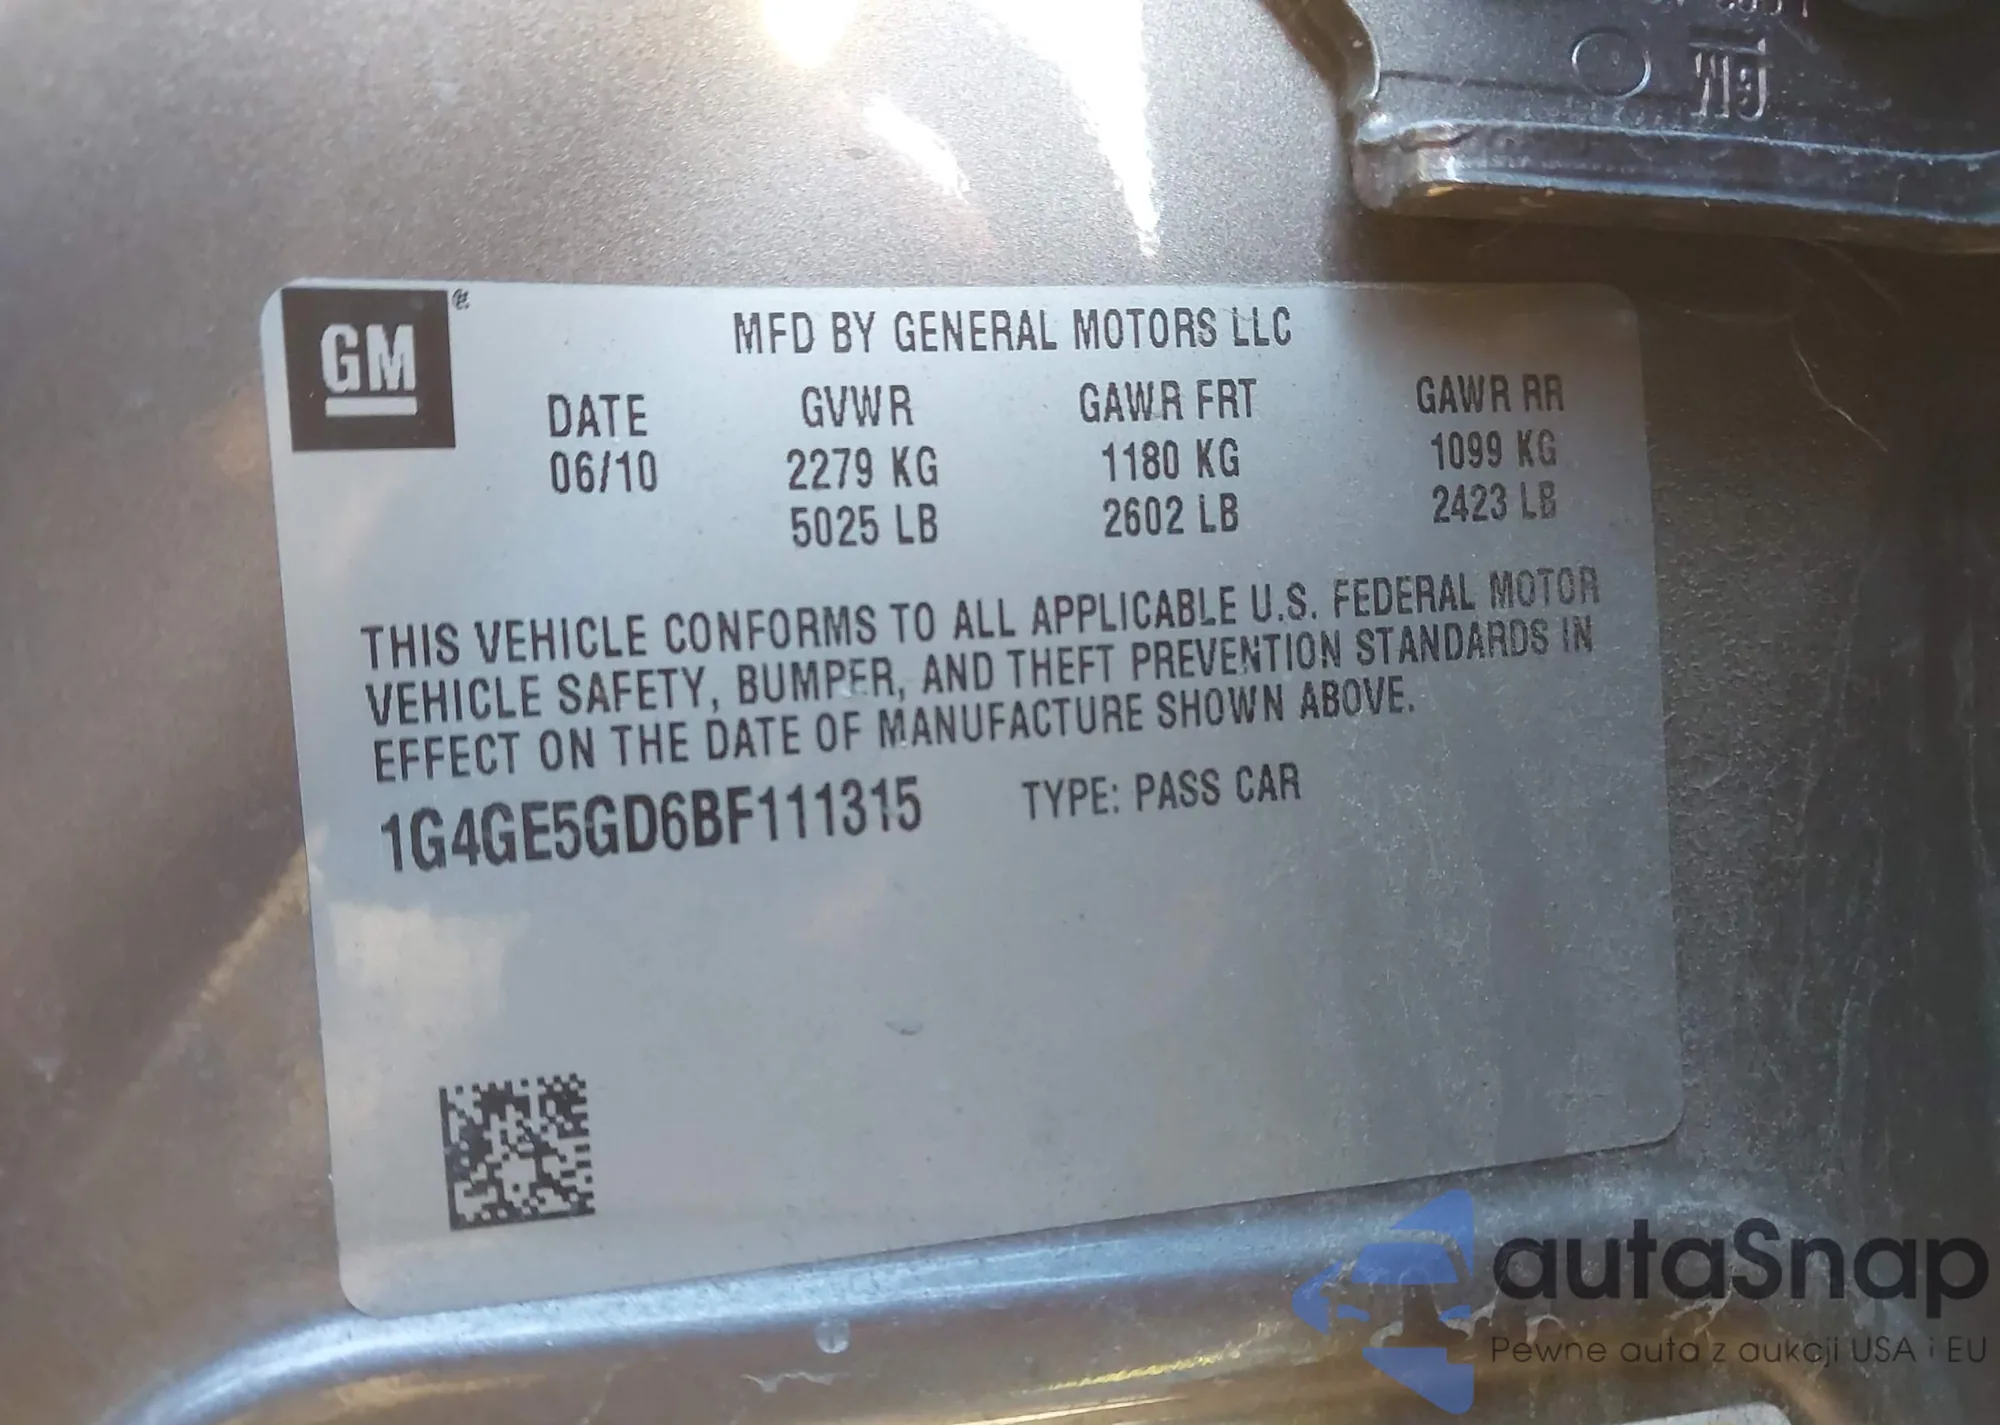 GM
MFD BY GENERAL MOTORS LLC
DATE GVWR GAWR FRT GAWR RR
06/10 2279 KG 1180 KG 1099 KG
5025 LB 2602 LB 2423 LB
THIS VEHICLE CONFORMS TO ALL APPLICABLE U.S. FEDERAL MOTOR
VEHICLE SAFETY, BUMPER, AND THEFT PREVENTION STANDARDS IN
EFFECT ON THE DATE OF MANUFACTURE SHOWN ABOVE.
1G4GE5GD6BF111315 TYPE: PASS CAR
autaSnap
Pewne auta z aukcji USA i EU